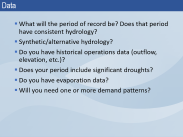 Data
What will the period of record be? Does that period
have consistent hydrology?
Synthetic/alternative hydrology?
Do you have historical operations data (outflow,
elevation, etc.)?
Does your period include significant droughts?
Do you have evaporation data?
Will you need one or more demand patterns?